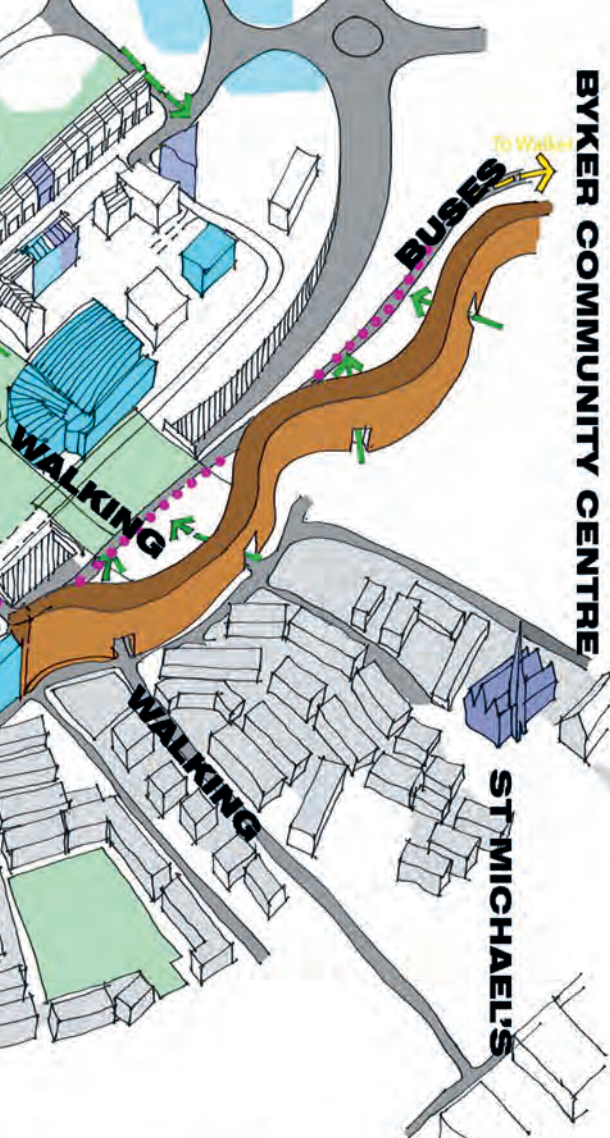 To Walker
BUSES
BYKER COMMUNITY CENTRE
WALKING
WALKING
ST MICHAEL'S